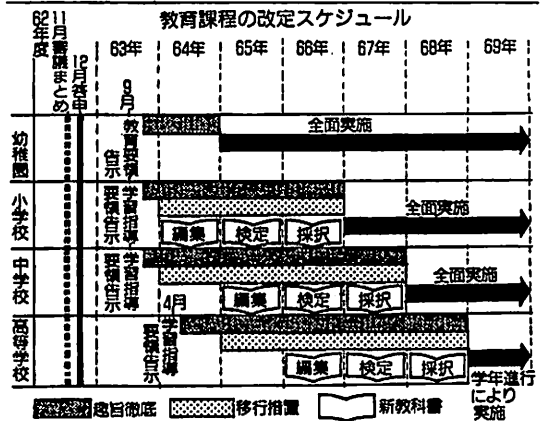 教育課程の改定スケジュール
62年度
11月審議まとめ
12月答申
63年
64年
65年
66年
67年
68年
69年
9月
幼稚園
教育要領
告示
全面実施
小学校
学習指導
要領告示
編集
検定
採択
全面実施
中学校
学習指導
要領告示
4月
編集
検定
採択
全面実施
高等学校
学習指導
要領告示
編集
検定
採択
学年進行
により
実施
趣旨徹底
移行措置
新教科書